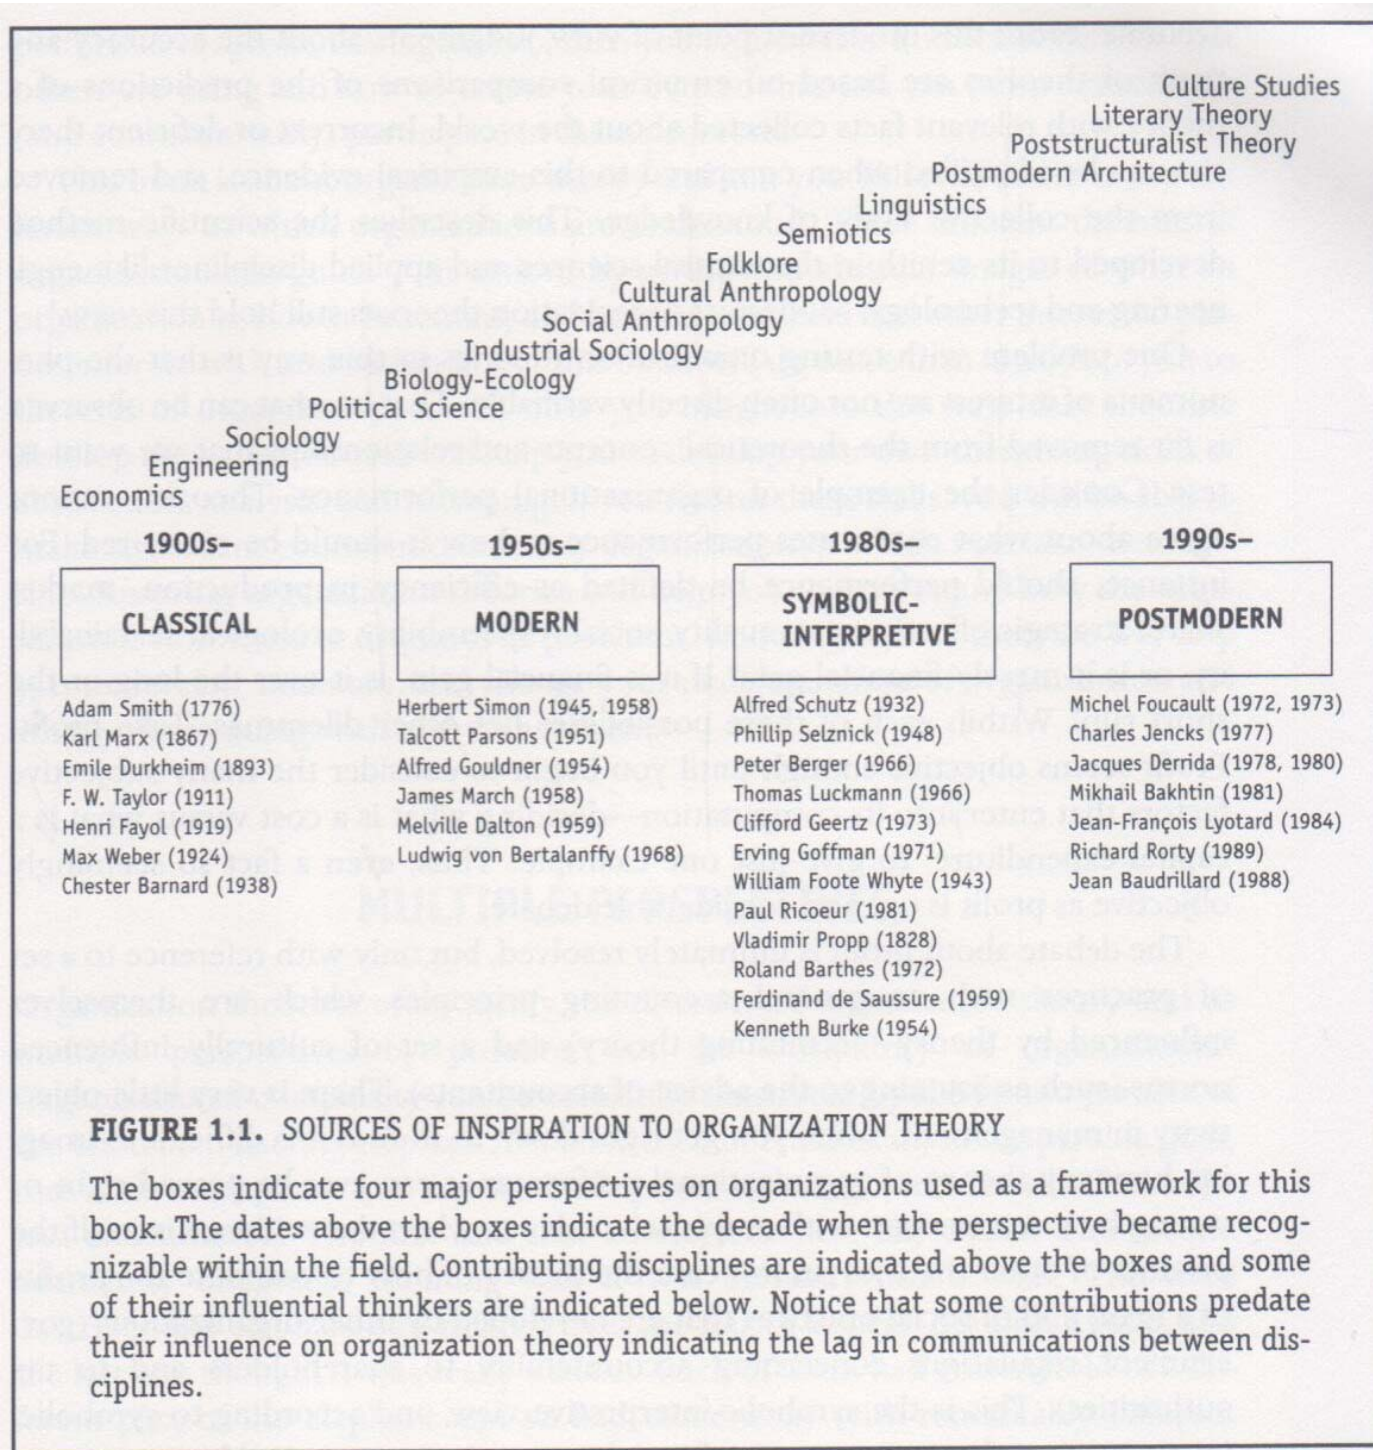 Culture Studies
Literary Theory
Poststructuralist Theory
Postmodern Architecture
Linguistics
Semiotics
Folklore
Cultural Anthropology
Social Anthropology
Industrial Sociology
Biology-Ecology
Political Science
Sociology
Engineering
Economics
1900s–
CLASSICAL
Adam Smith (1776)
Karl Marx (1867)
Emile Durkheim (1893)
F. W. Taylor (1911)
Henri Fayol (1919)
Max Weber (1924)
Chester Barnard (1938)
1950s–
MODERN
Herbert Simon (1945, 1958)
Talcott Parsons (1951)
Alfred Gouldner (1954)
James March (1958)
Melville Dalton (1959)
Ludwig von Bertalanffy (1968)
1980s–
SYMBOLIC-
INTERPRETIVE
Alfred Schutz (1932)
Phillip Selznick (1948)
Peter Berger (1966)
Thomas Luckmann (1966)
Clifford Geertz (1973)
Erving Goffman (1971)
William Foote Whyte (1943)
Paul Ricoeur (1981)
Vladimir Propp (1828)
Roland Barthes (1972)
Ferdinand de Saussure (1959)
Kenneth Burke (1954)
1990s–
POSTMODERN
Michel Foucault (1972, 1973)
Charles Jencks (1977)
Jacques Derrida (1978, 1980)
Mikhail Bakhtin (1981)
Jean-François Lyotard (1984)
Richard Rorty (1989)
Jean Baudrillard (1988)
FIGURE 1.1. SOURCES OF INSPIRATION TO ORGANIZATION THEORY
The boxes indicate four major perspectives on organizations used as a framework for this
book. The dates above the boxes indicate the decade when the perspective became recog-
nizable within the field. Contributing disciplines are indicated above the boxes and some
of their influential thinkers are indicated below. Notice that some contributions predate
their influence on organization theory indicating the lag in communications between dis-
ciplines.